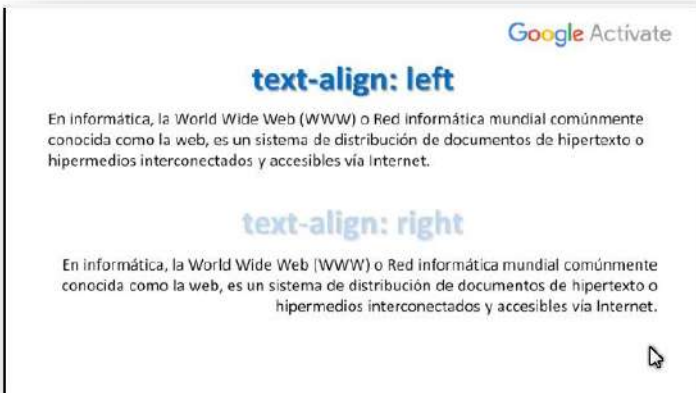 Google Actívate
text-align: left
En informática, la World Wide Web (WWW) o Red informática mundial comúnmente
conocida como la web, es un sistema de distribución de documentos de hipertexto o
hipermedios interconectados y accesibles vía Internet.
text-align: right
En informática, la World Wide Web (WWW) o Red informática mundial comúnmente
conocida como la web, es un sistema de distribución de documentos de hipertexto o
hipermedios interconectados y accesibles vía Internet.